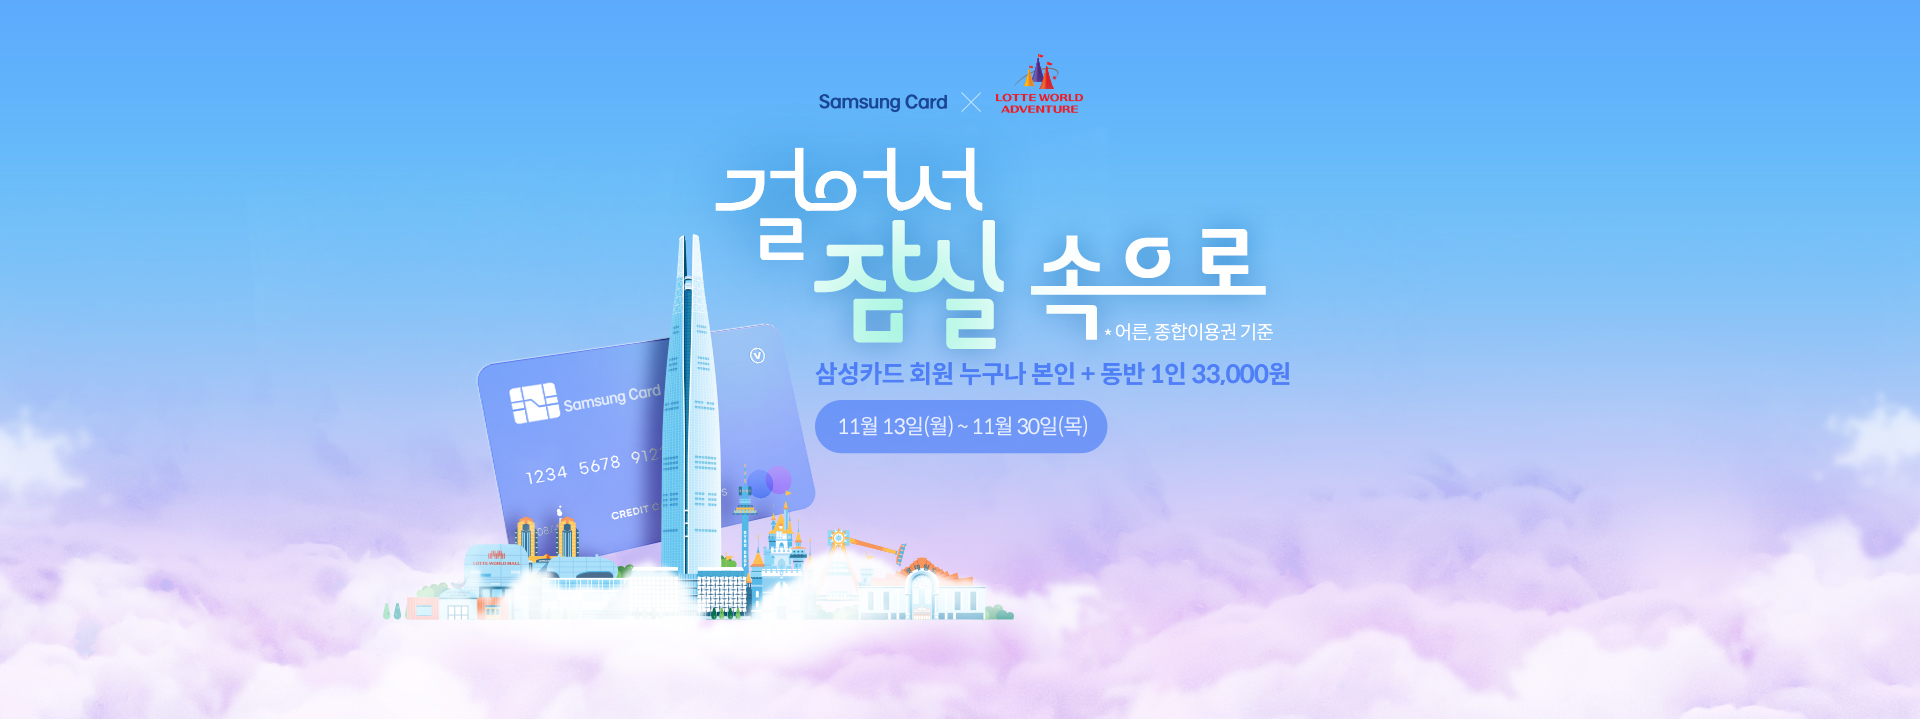 Samsung Card
LOTTE WORLD
ADVENTURE
걸어서
잠실 속으로
* 어른, 종합이용권 기준
삼성카드 회원 누구나 본인 + 동반 1인 33,000원
11월 13일(월) ~ 11월 30일(목)
Samsung Card
1234 5678 912
CREDIT
LOTTE WORLD MALL